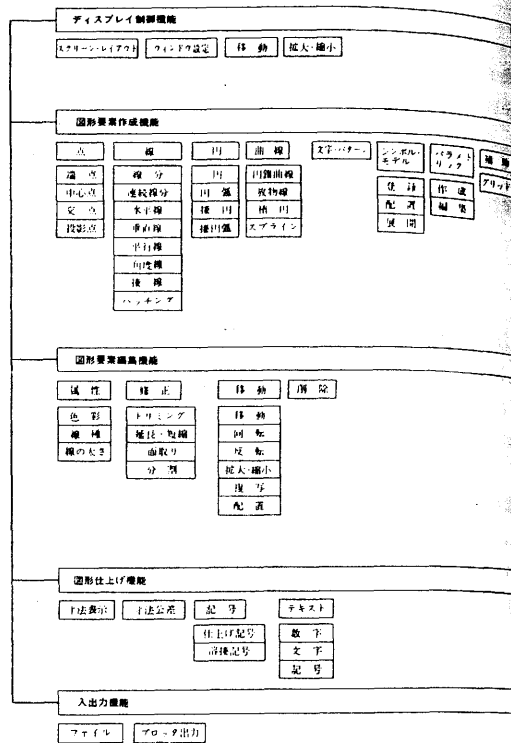 ディスプレイ制御機能
スクリーン・レイアウト ウィンドウ設定 移動 拡大・縮小
図形要素作成機能
点 線 円 曲線 文字・パターン シンボル・モデル パラメトリック 補助
端点 線分 円 円錐曲線 登録 作成 グリッド
中心点 連続線分 円弧 放物線 配置 編集
交点 水平線 接円 楕円 展開
投影点 垂直線 接円弧 スプライン
平行線
角度線
接線
ハッチング
図形要素編集機能
属性 修正 移動 削除
色彩 トリミング 移動
線種 延長・短縮 回転
線の太さ 面取り 反転
分割 拡大・縮小
複写
配置
図形仕上げ機能
寸法表示 寸法公差 記号 テキスト
仕上げ記号 数字
溶接記号 文字
記号
入出力機能
ファイル プロッタ出力